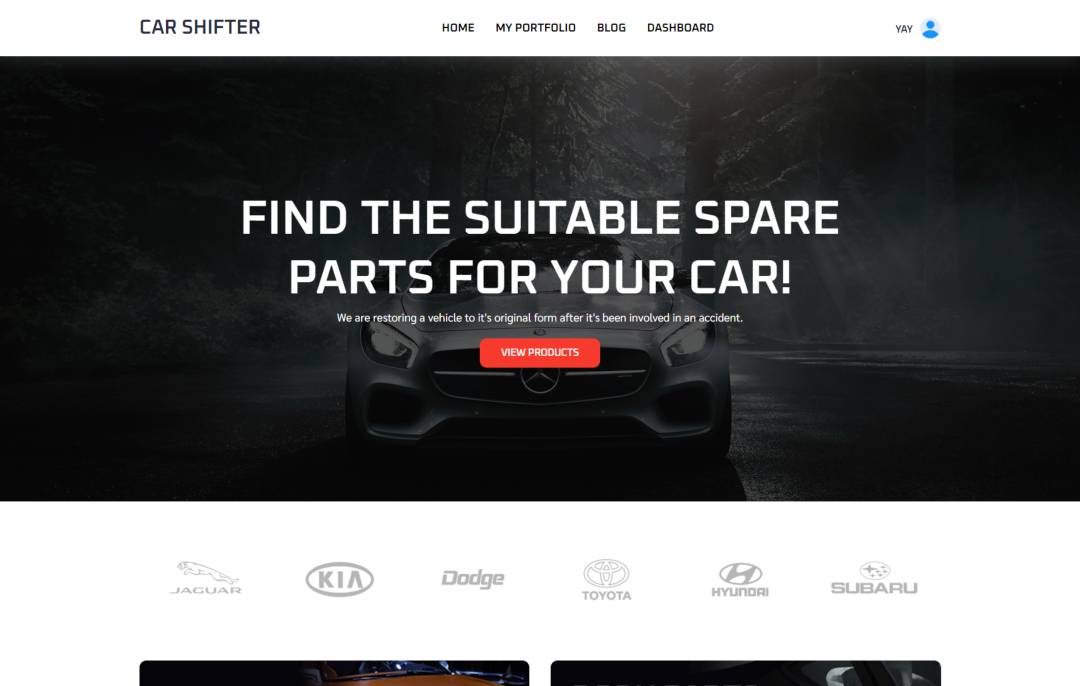 CAR SHIFTER
HOME MY PORTFOLIO BLOG DASHBOARD
YAY
FIND THE SUITABLE SPARE
PARTS FOR YOUR CAR!
We are restoring a vehicle to it's original form after it's been involved in an accident.
VIEW PRODUCTS
JAGUAR KIA Dodge TOYOTA HYUNDAI SUBARU